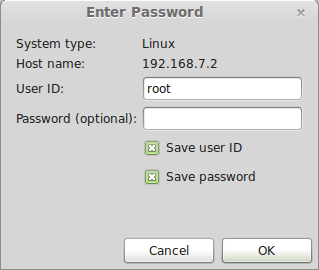 Enter Password
System type: Linux
Host name: 192.168.7.2
User ID: root
Password (optional):
Save user ID
Save password
Cancel OK